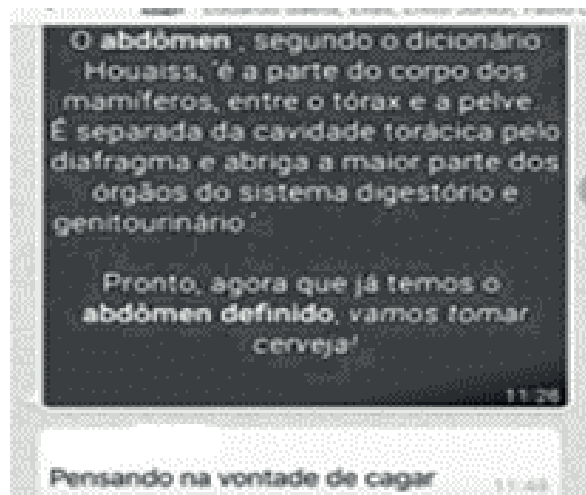 O abdômen , segundo o dicionário
Houaiss, "é a parte do corpo dos
mamíferos, entre o tórax e a pelve.
É separada da cavidade torácica pelo
diafragma e abriga a maior parte dos
órgãos do sistema digestório e
genitourinário"
Pronto, agora que já temos o
abdômen definido, vamos tomar
cerveja!
11:26
Pensando na vontade de cagar